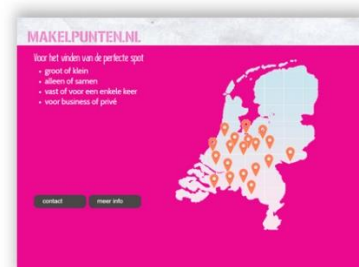 MAKELPUNTEN.NL
Voor het vinden van de perfecte spot
groot of klein
alleen of samen
vast of voor een enkele keer
voor business of privé
contact
meer info